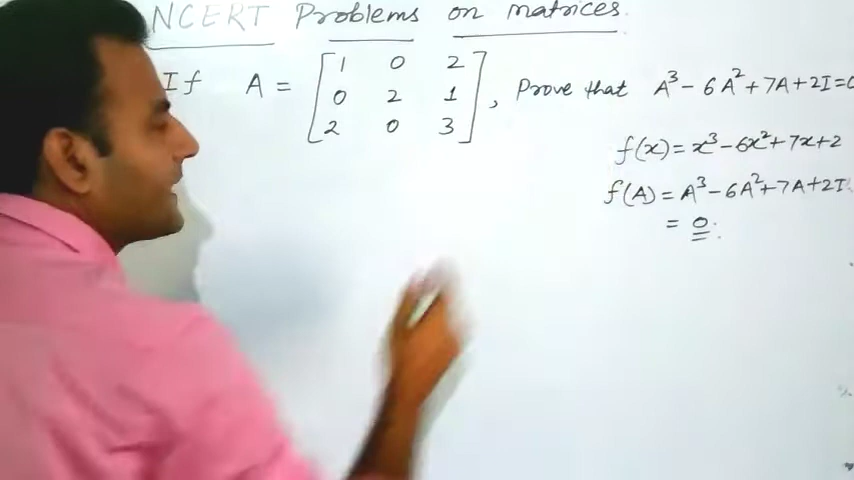 NCERT Problems on matrices.
If A = [1 0 2
0 2 1
2 0 3], Prove that A³ - 6A² + 7A + 2I = 0
f(x) = x³ - 6x² + 7x + 2
f(A) = A³ - 6A² + 7A + 2I
= 0